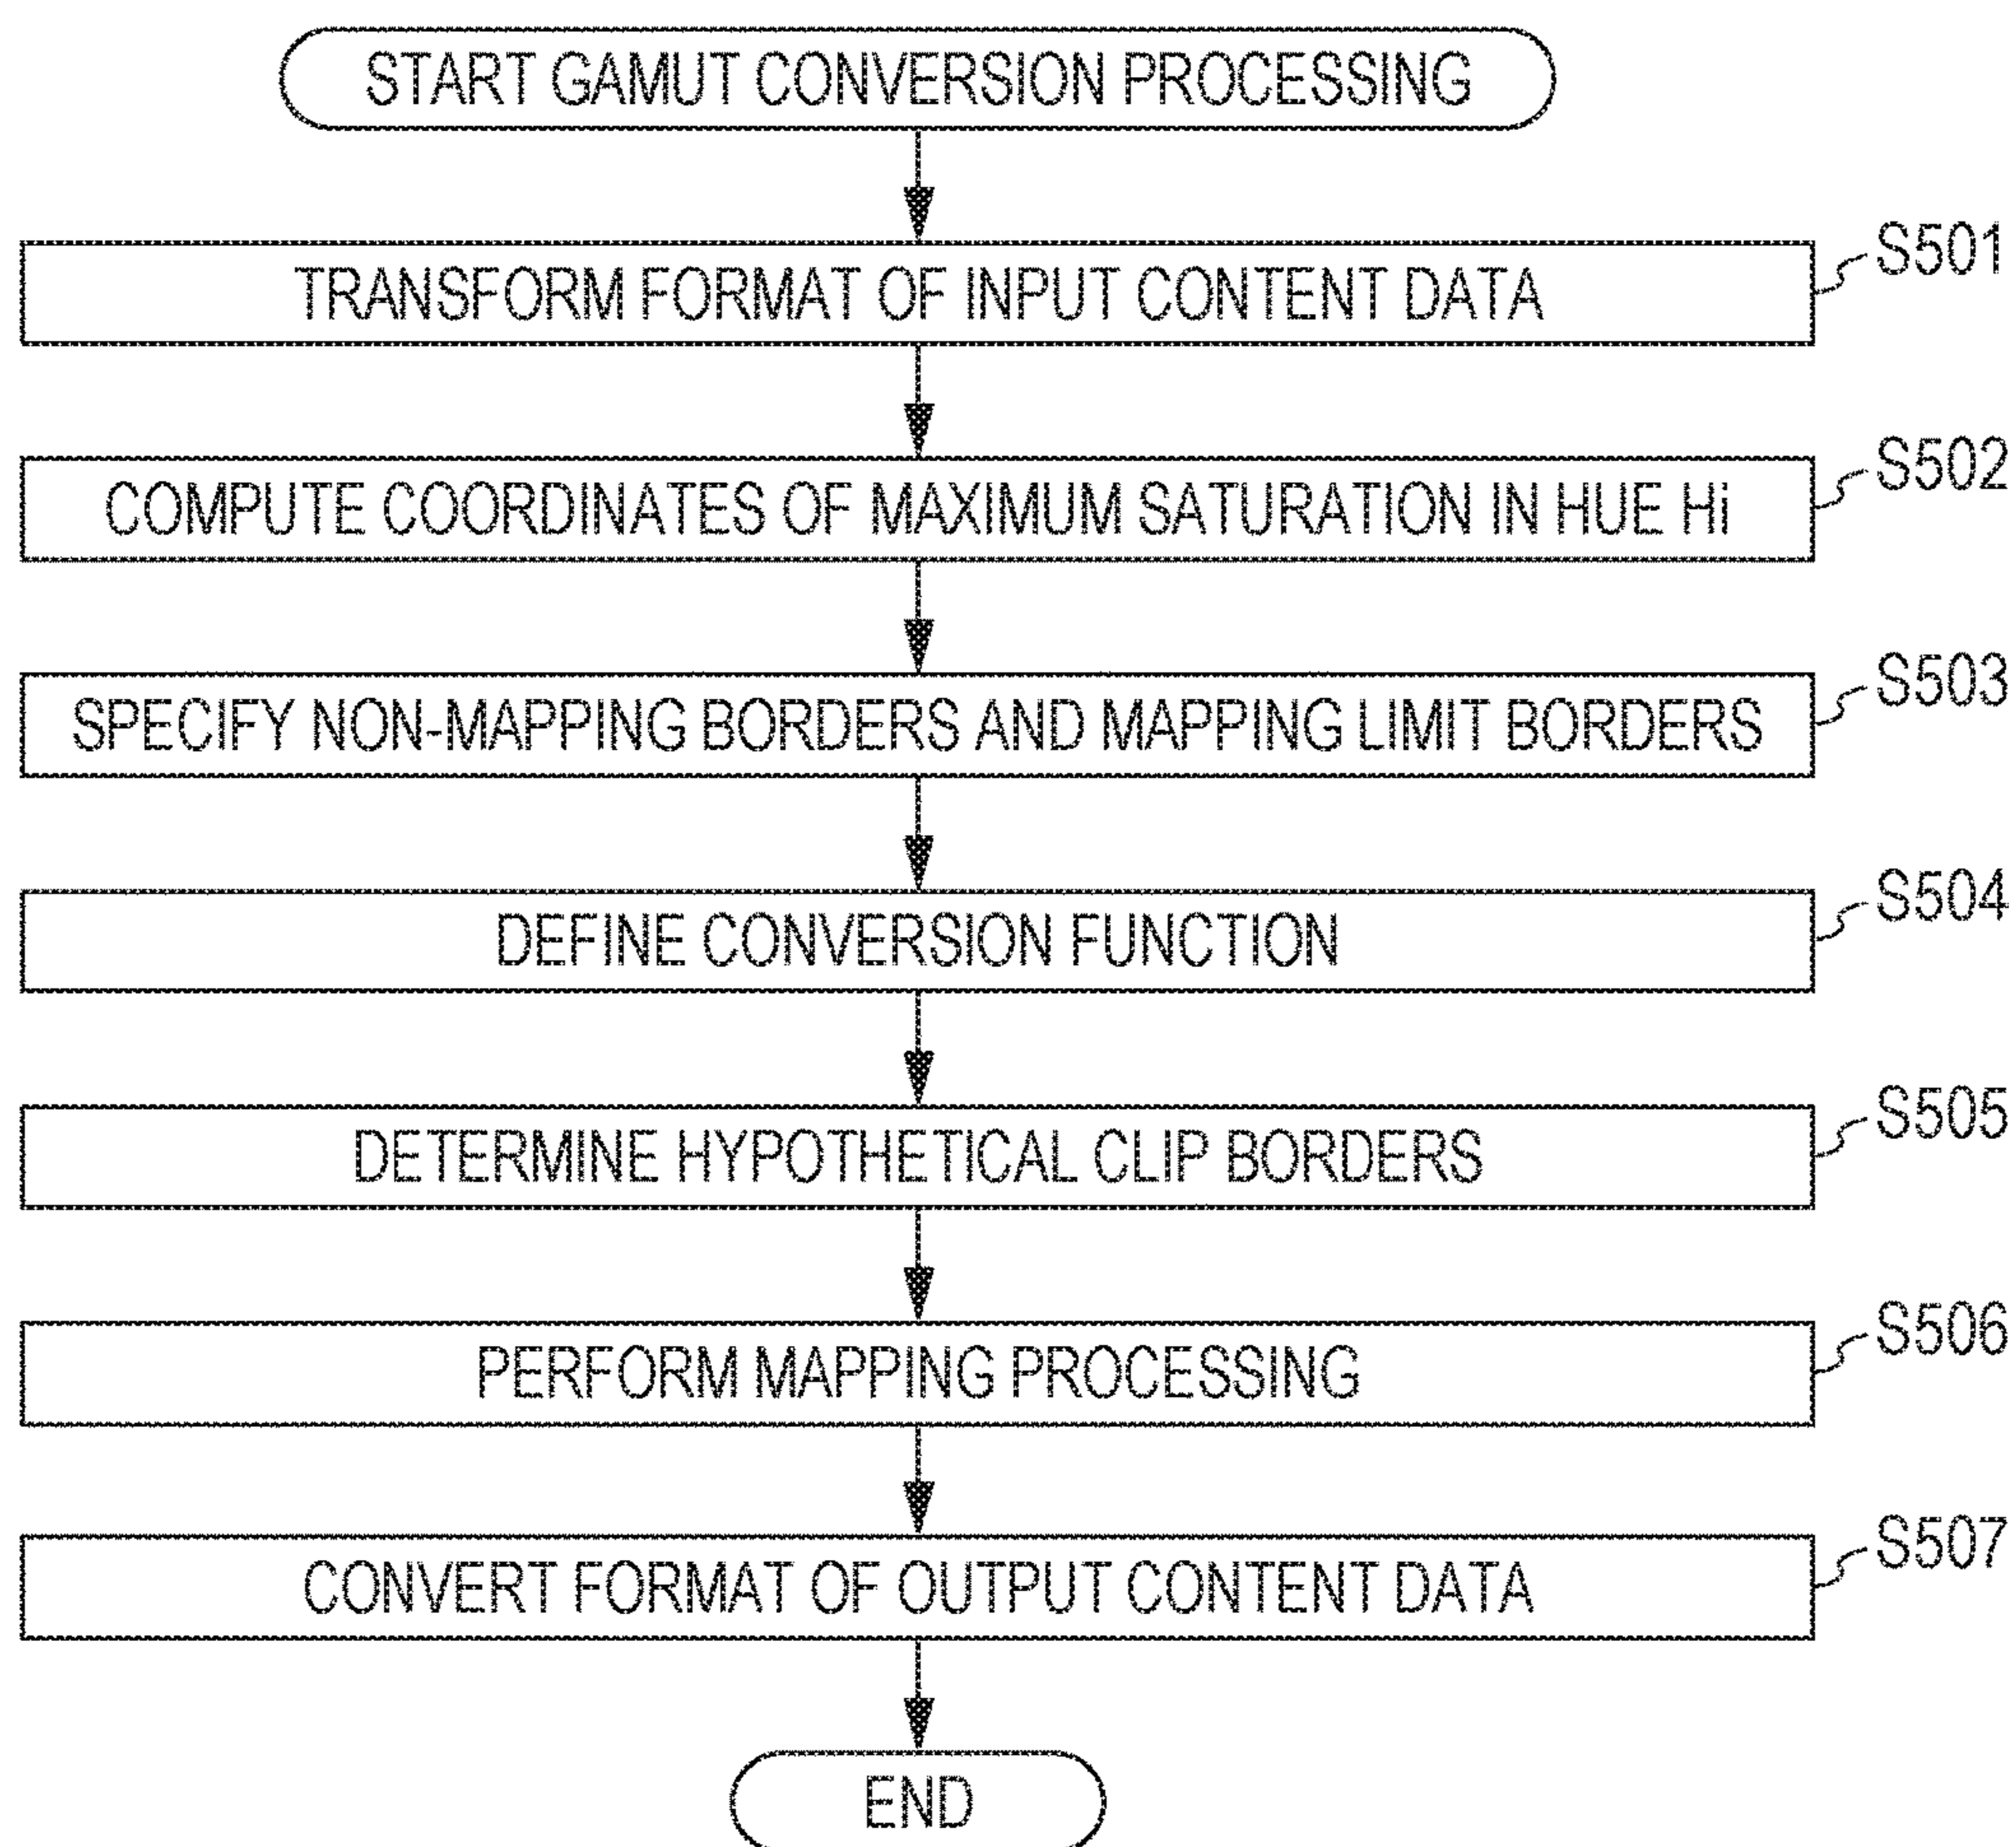 START GAMUT CONVERSION PROCESSING
S501
TRANSFORM FORMAT OF INPUT CONTENT DATA
S502
COMPUTE COORDINATES OF MAXIMUM SATURATION IN HUE Hi
S503
SPECIFY NON-MAPPING BORDERS AND MAPPING LIMIT BORDERS
S504
DEFINE CONVERSION FUNCTION
S505
DETERMINE HYPOTHETICAL CLIP BORDERS
S506
PERFORM MAPPING PROCESSING
S507
CONVERT FORMAT OF OUTPUT CONTENT DATA
END